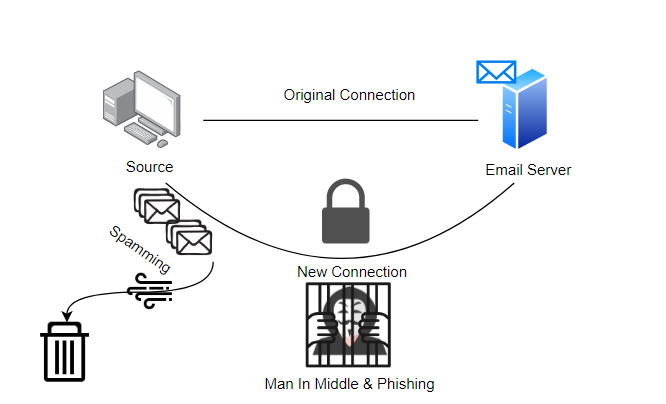 Original Connection
Source
Email Server
Spamming
New Connection
Man In Middle & Phishing